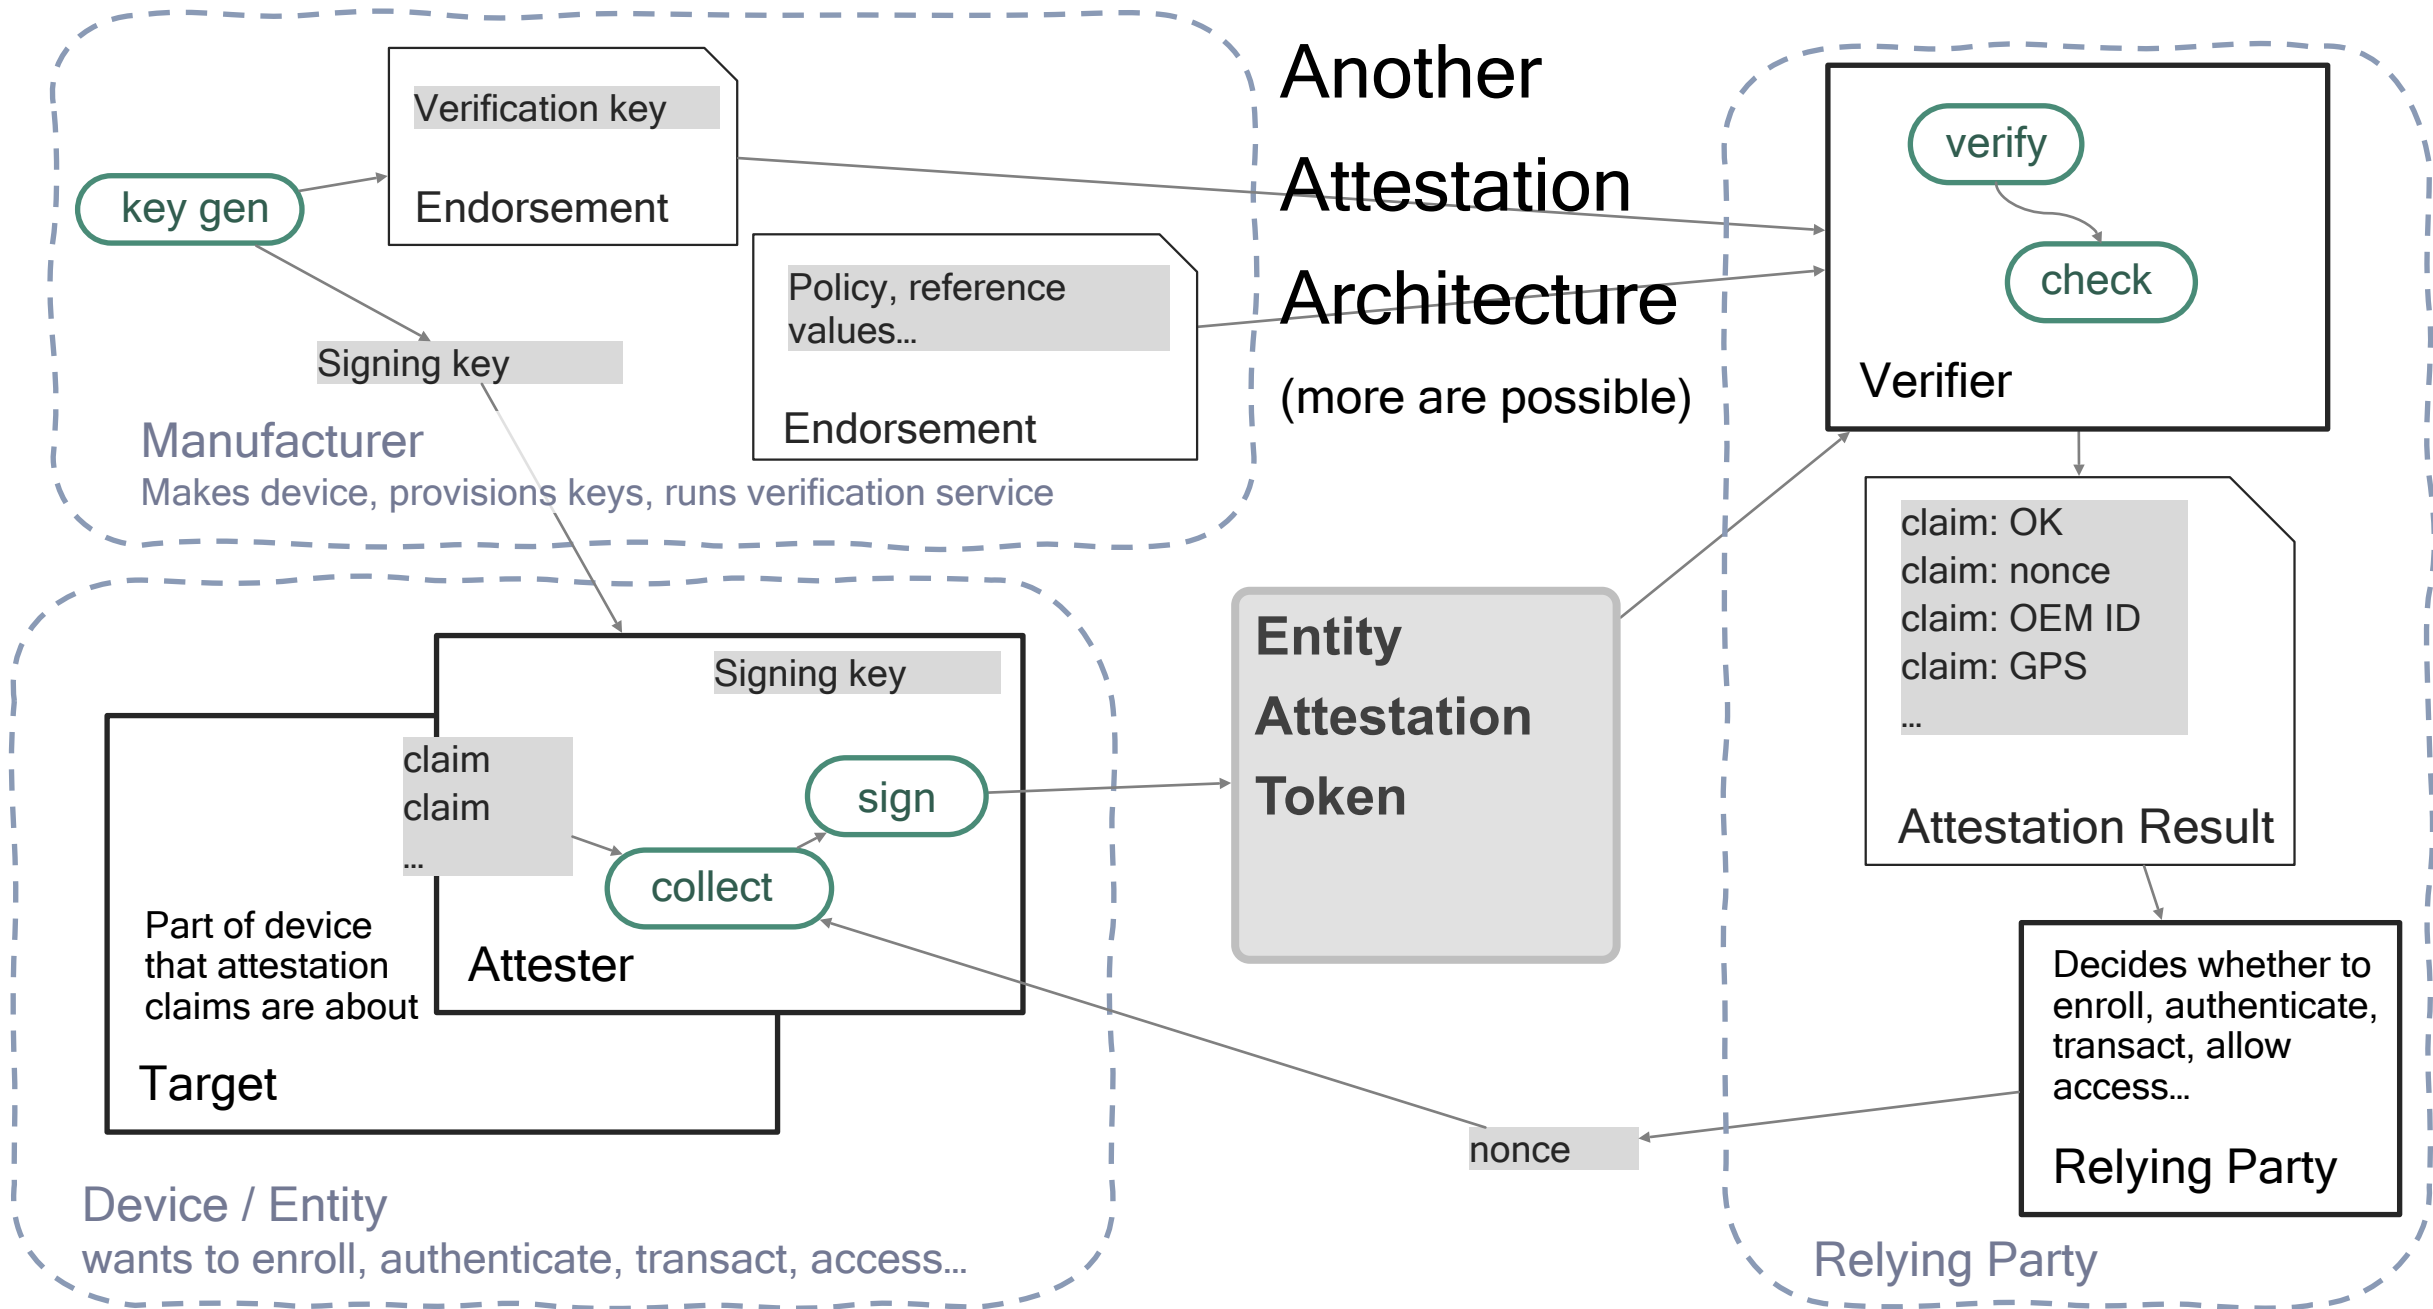 Another
Attestation
Architecture
(more are possible)
Verification key
Endorsement
key gen
Policy, reference
values…
Endorsement
Signing key
Manufacturer
Makes device, provisions keys, runs verification service
verify
check
Verifier
claim: OK
claim: nonce
claim: OEM ID
claim: GPS
…
Attestation Result
Decides whether to
enroll, authenticate,
transact, allow
access…
Relying Party
Relying Party
Entity
Attestation
Token
nonce
Signing key
claim
claim
…
sign
collect
Attester
Part of device
that attestation
claims are about
Target
Device / Entity
wants to enroll, authenticate, transact, access…